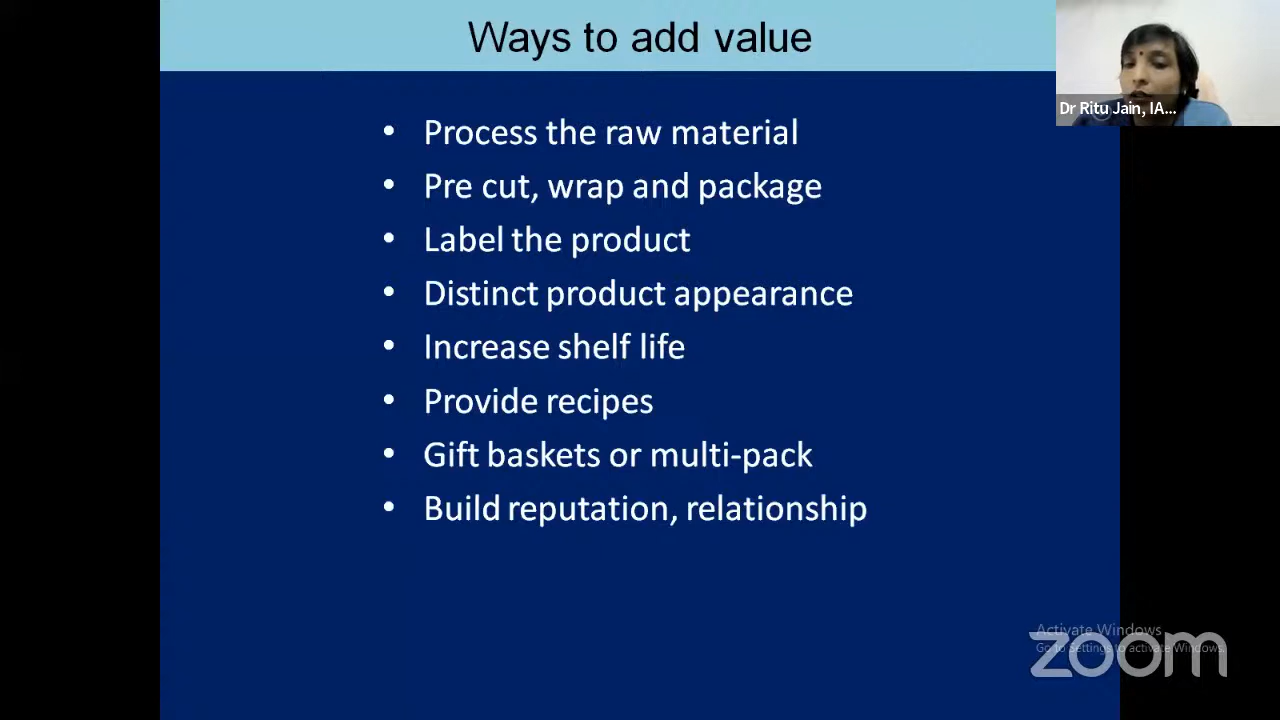 Ways to add value
Dr Ritu Jain, IA...
• Process the raw material
• Pre cut, wrap and package
• Label the product
• Distinct product appearance
• Increase shelf life
• Provide recipes
• Gift baskets or multi-pack
• Build reputation, relationship
Activate Windows
Go to Settings to activate Windows.
zoom